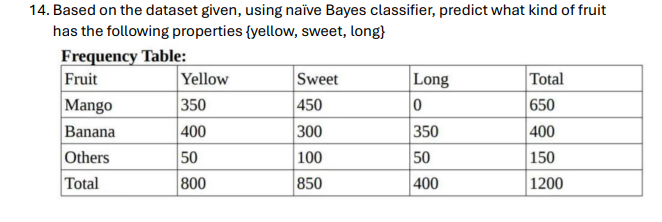 14. Based on the dataset given, using naïve Bayes classifier, predict what kind of fruit
has the following properties {yellow, sweet, long}
Frequency Table:
Fruit Yellow Sweet Long Total
Mango 350 450 0 650
Banana 400 300 350 400
Others 50 100 50 150
Total 800 850 400 1200